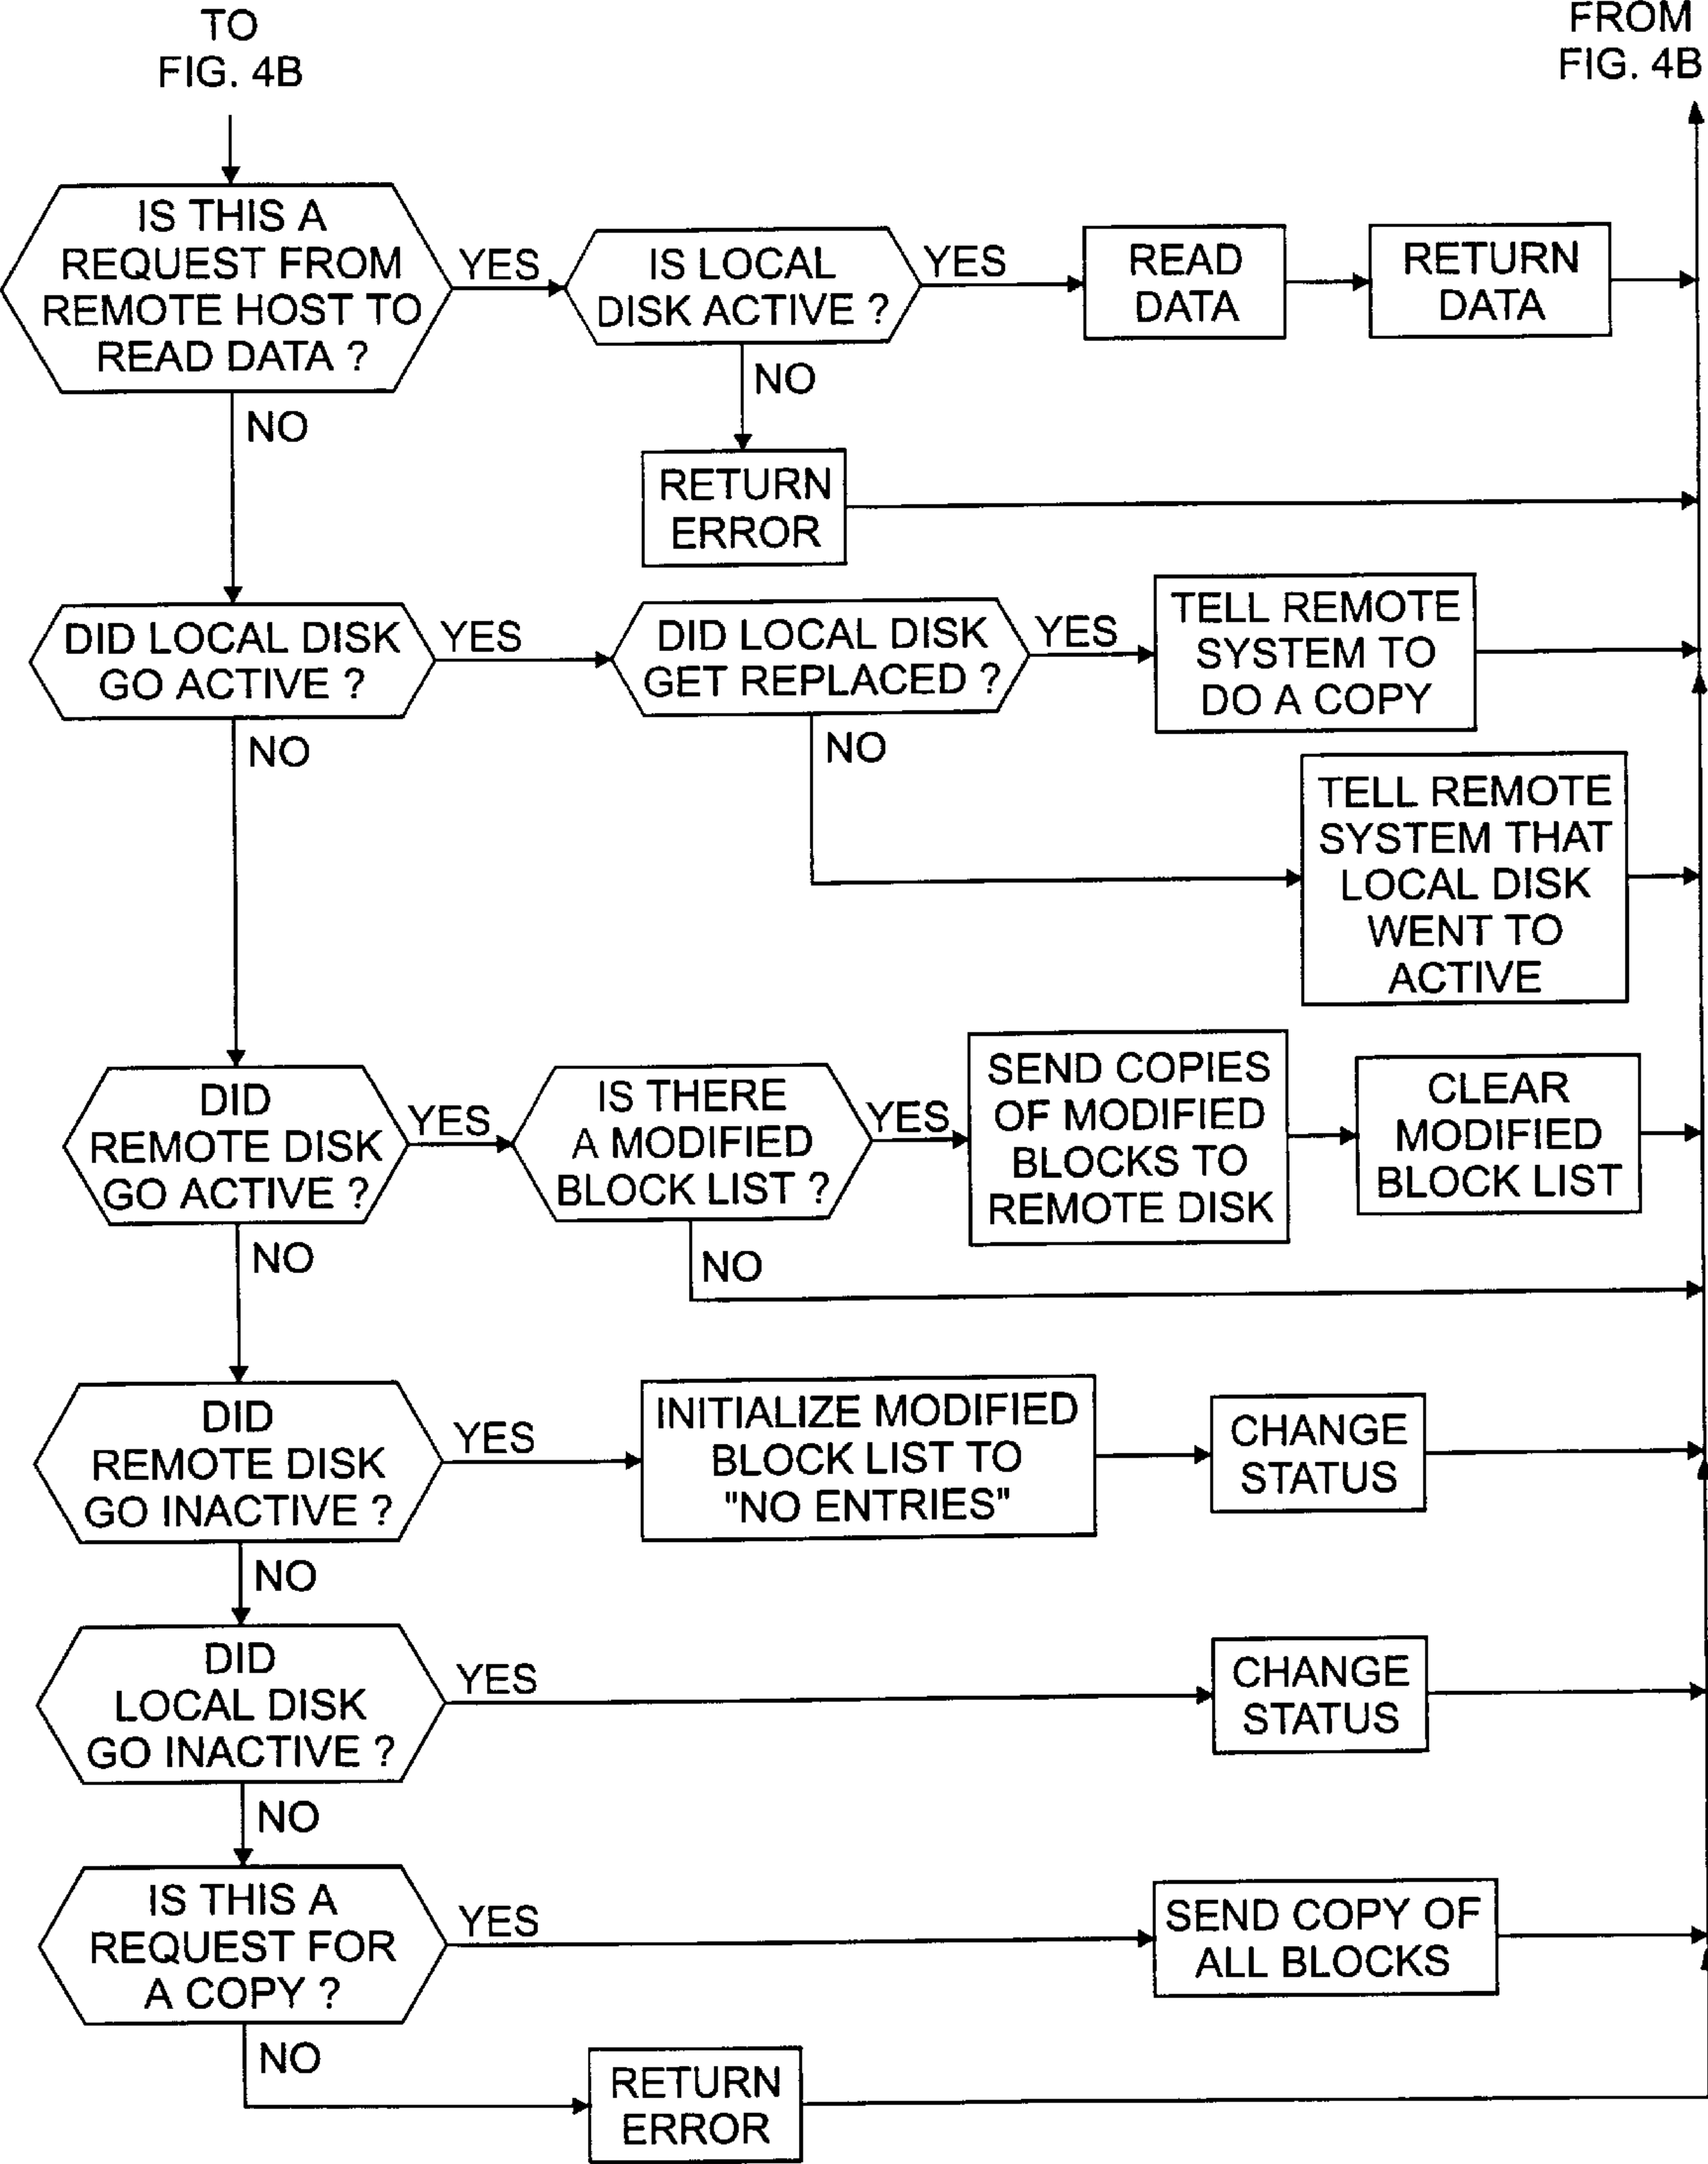 TO
FIG. 4B
FROM
FIG. 4B
IS THIS A
REQUEST FROM
REMOTE HOST TO
READ DATA ?
YES
IS LOCAL
DISK ACTIVE ?
YES
READ
DATA
RETURN
DATA
NO
NO
RETURN
ERROR
DID LOCAL DISK
GO ACTIVE ?
YES
DID LOCAL DISK
GET REPLACED ?
YES
TELL REMOTE
SYSTEM TO
DO A COPY
NO
NO
TELL REMOTE
SYSTEM THAT
LOCAL DISK
WENT TO
ACTIVE
DID
REMOTE DISK
GO ACTIVE ?
YES
IS THERE
A MODIFIED
BLOCK LIST ?
YES
SEND COPIES
OF MODIFIED
BLOCKS TO
REMOTE DISK
CLEAR
MODIFIED
BLOCK LIST
NO
NO
DID
REMOTE DISK
GO INACTIVE ?
YES
INITIALIZE MODIFIED
BLOCK LIST TO
"NO ENTRIES"
CHANGE
STATUS
NO
DID
LOCAL DISK
GO INACTIVE ?
YES
CHANGE
STATUS
NO
IS THIS A
REQUEST FOR
A COPY ?
YES
SEND COPY OF
ALL BLOCKS
NO
RETURN
ERROR